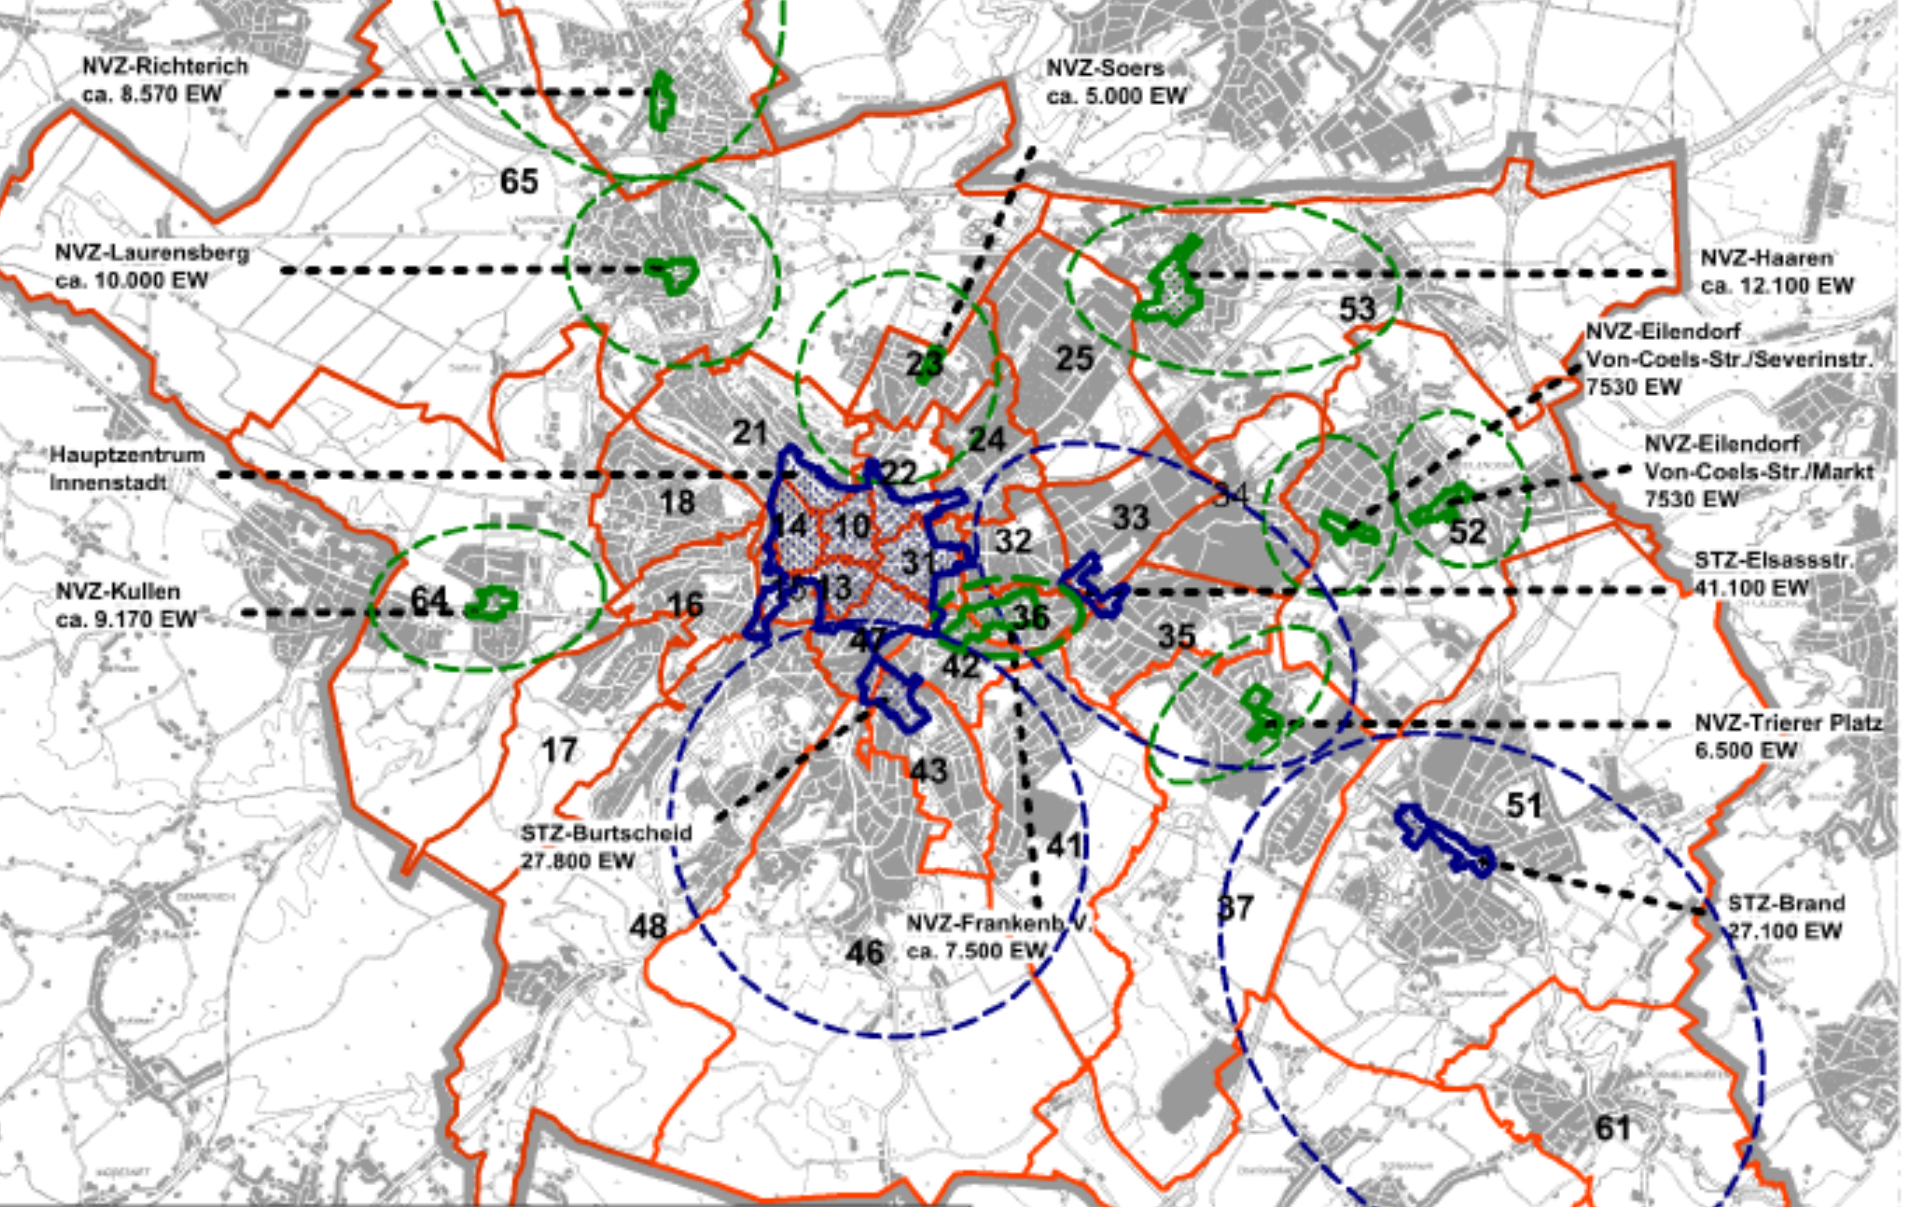 NVZ-Richterich
ca. 8.570 EW
NVZ-Soers
ca. 5.000 EW
65
NVZ-Laurensberg
ca. 10.000 EW
NVZ-Haaren
ca. 12.100 EW
53
NVZ-Eilendorf
Von-Coels-Str./Severinstr.
7530 EW
23
25
21
24
Hauptzentrum
Innenstadt
NVZ-Eilendorf
Von-Coels-Str./Markt
7530 EW
22
18
34
14
10
33
32
52
31
STZ-Elsassstr.
41.100 EW
NVZ-Kullen
ca. 9.170 EW
64
15
13
16
36
35
47
42
NVZ-Trierer Platz
6.500 EW
17
43
51
STZ-Burtscheid
27.800 EW
41
37
STZ-Brand
27.100 EW
48
46
NVZ-Frankenb.V.
ca. 7.500 EW
61